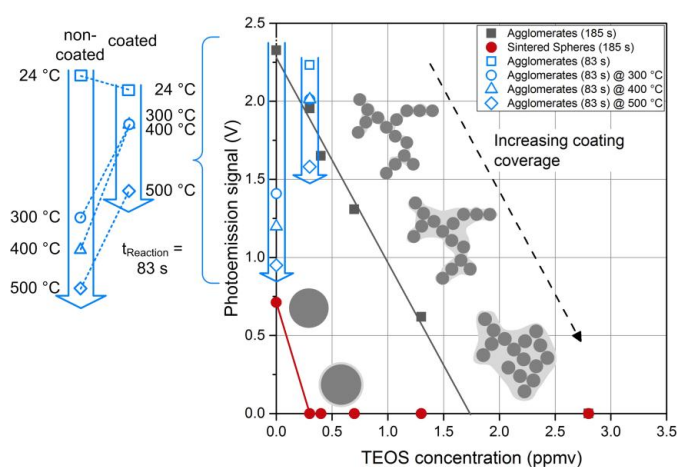 non-
coated
coated
24 °C
24 °C
300 °C
400 °C
500 °C
300 °C
400 °C
500 °C
tReaction =
83 s
Photoemission signal (V)
2.5
2.0
1.5
1.0
0.5
0.0
Agglomerates (185 s)
Sintered Spheres (185 s)
Agglomerates (83 s)
Agglomerates (83 s) @ 300 °C
Agglomerates (83 s) @ 400 °C
Agglomerates (83 s) @ 500 °C
Increasing coating
coverage
0.0 0.5 1.0 1.5 2.0 2.5 3.0 3.5
TEOS concentration (ppmv)